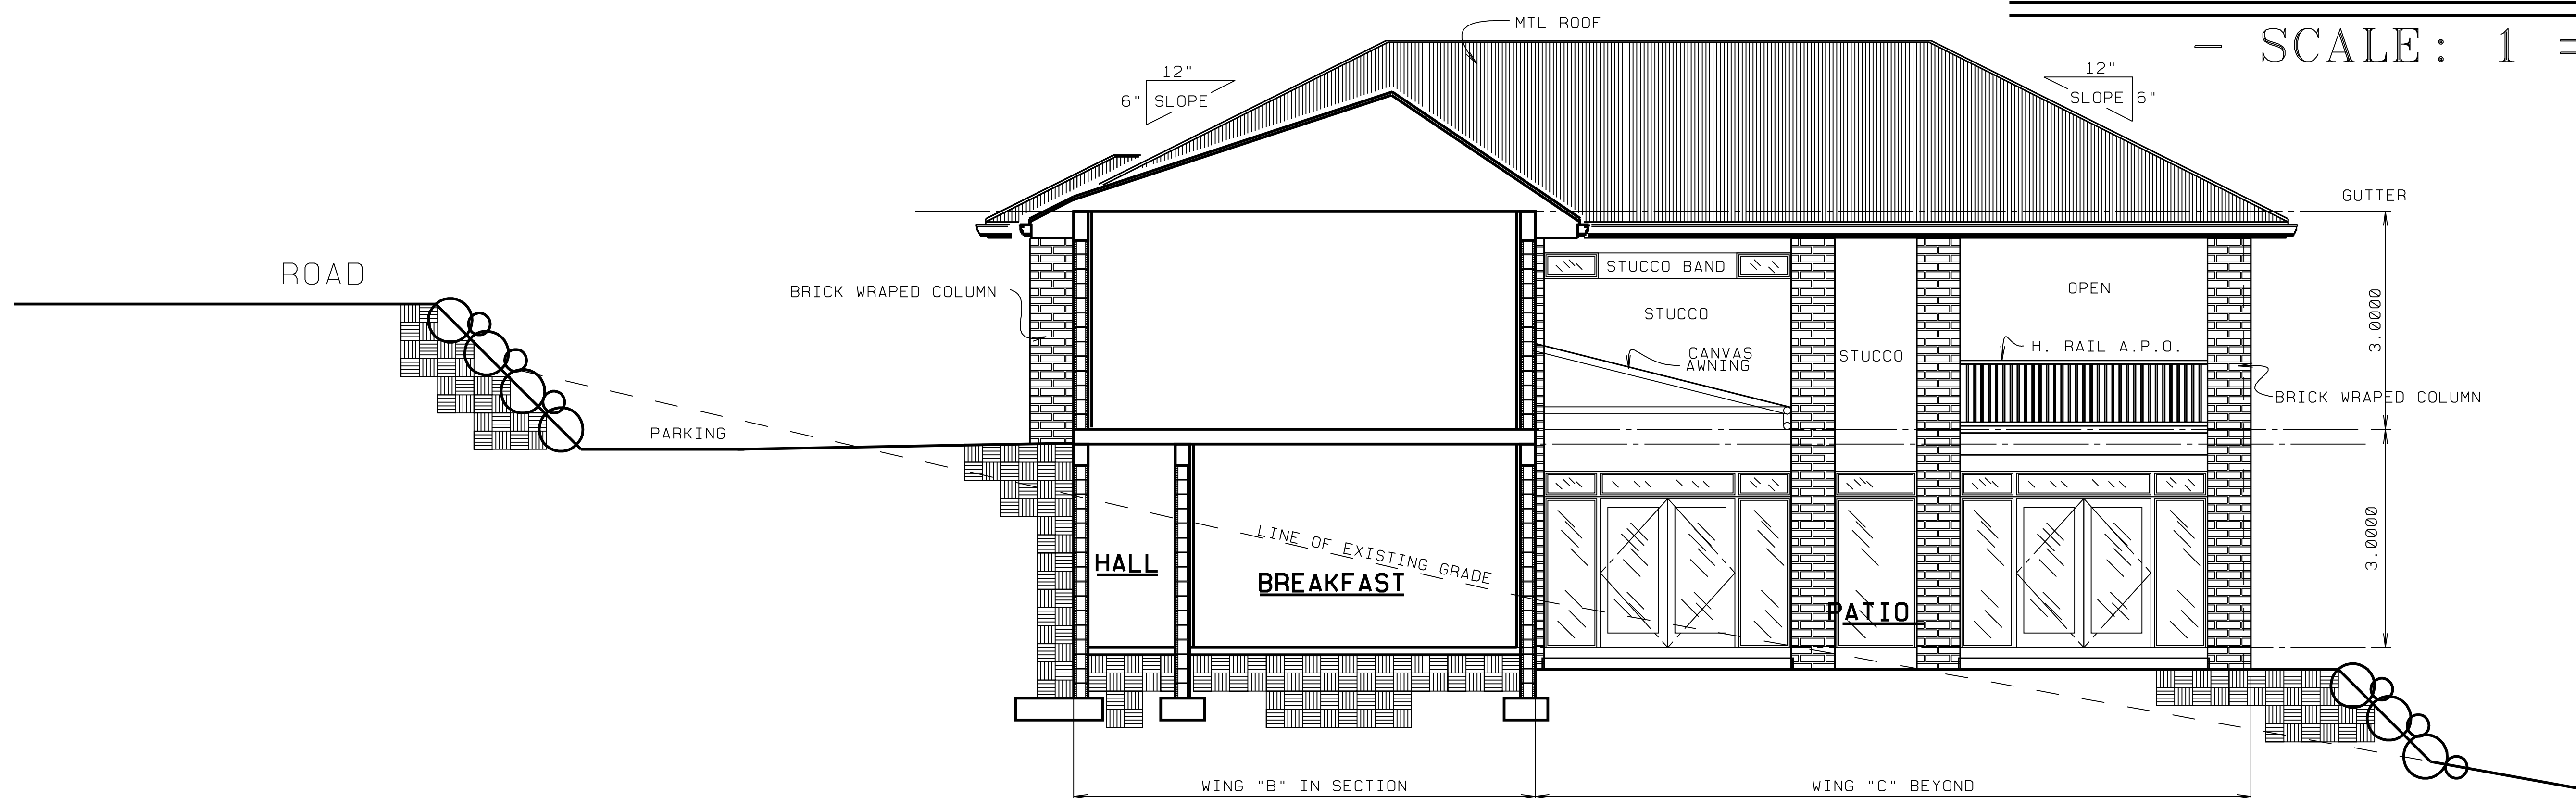 MTL ROOF
- SCALE: 1 =
12"
6" SLOPE
12"
SLOPE 6"
GUTTER
ROAD
BRICK WRAPED COLUMN
STUCCO BAND
OPEN
STUCCO
3.0000
H. RAIL A.P.O.
CANVAS
AWNING
STUCCO
BRICK WRAPED COLUMN
PARKING
LINE OF EXISTING GRADE
3.0000
HALL
BREAKFAST
PATIO
WING "B" IN SECTION
WING "C" BEYOND